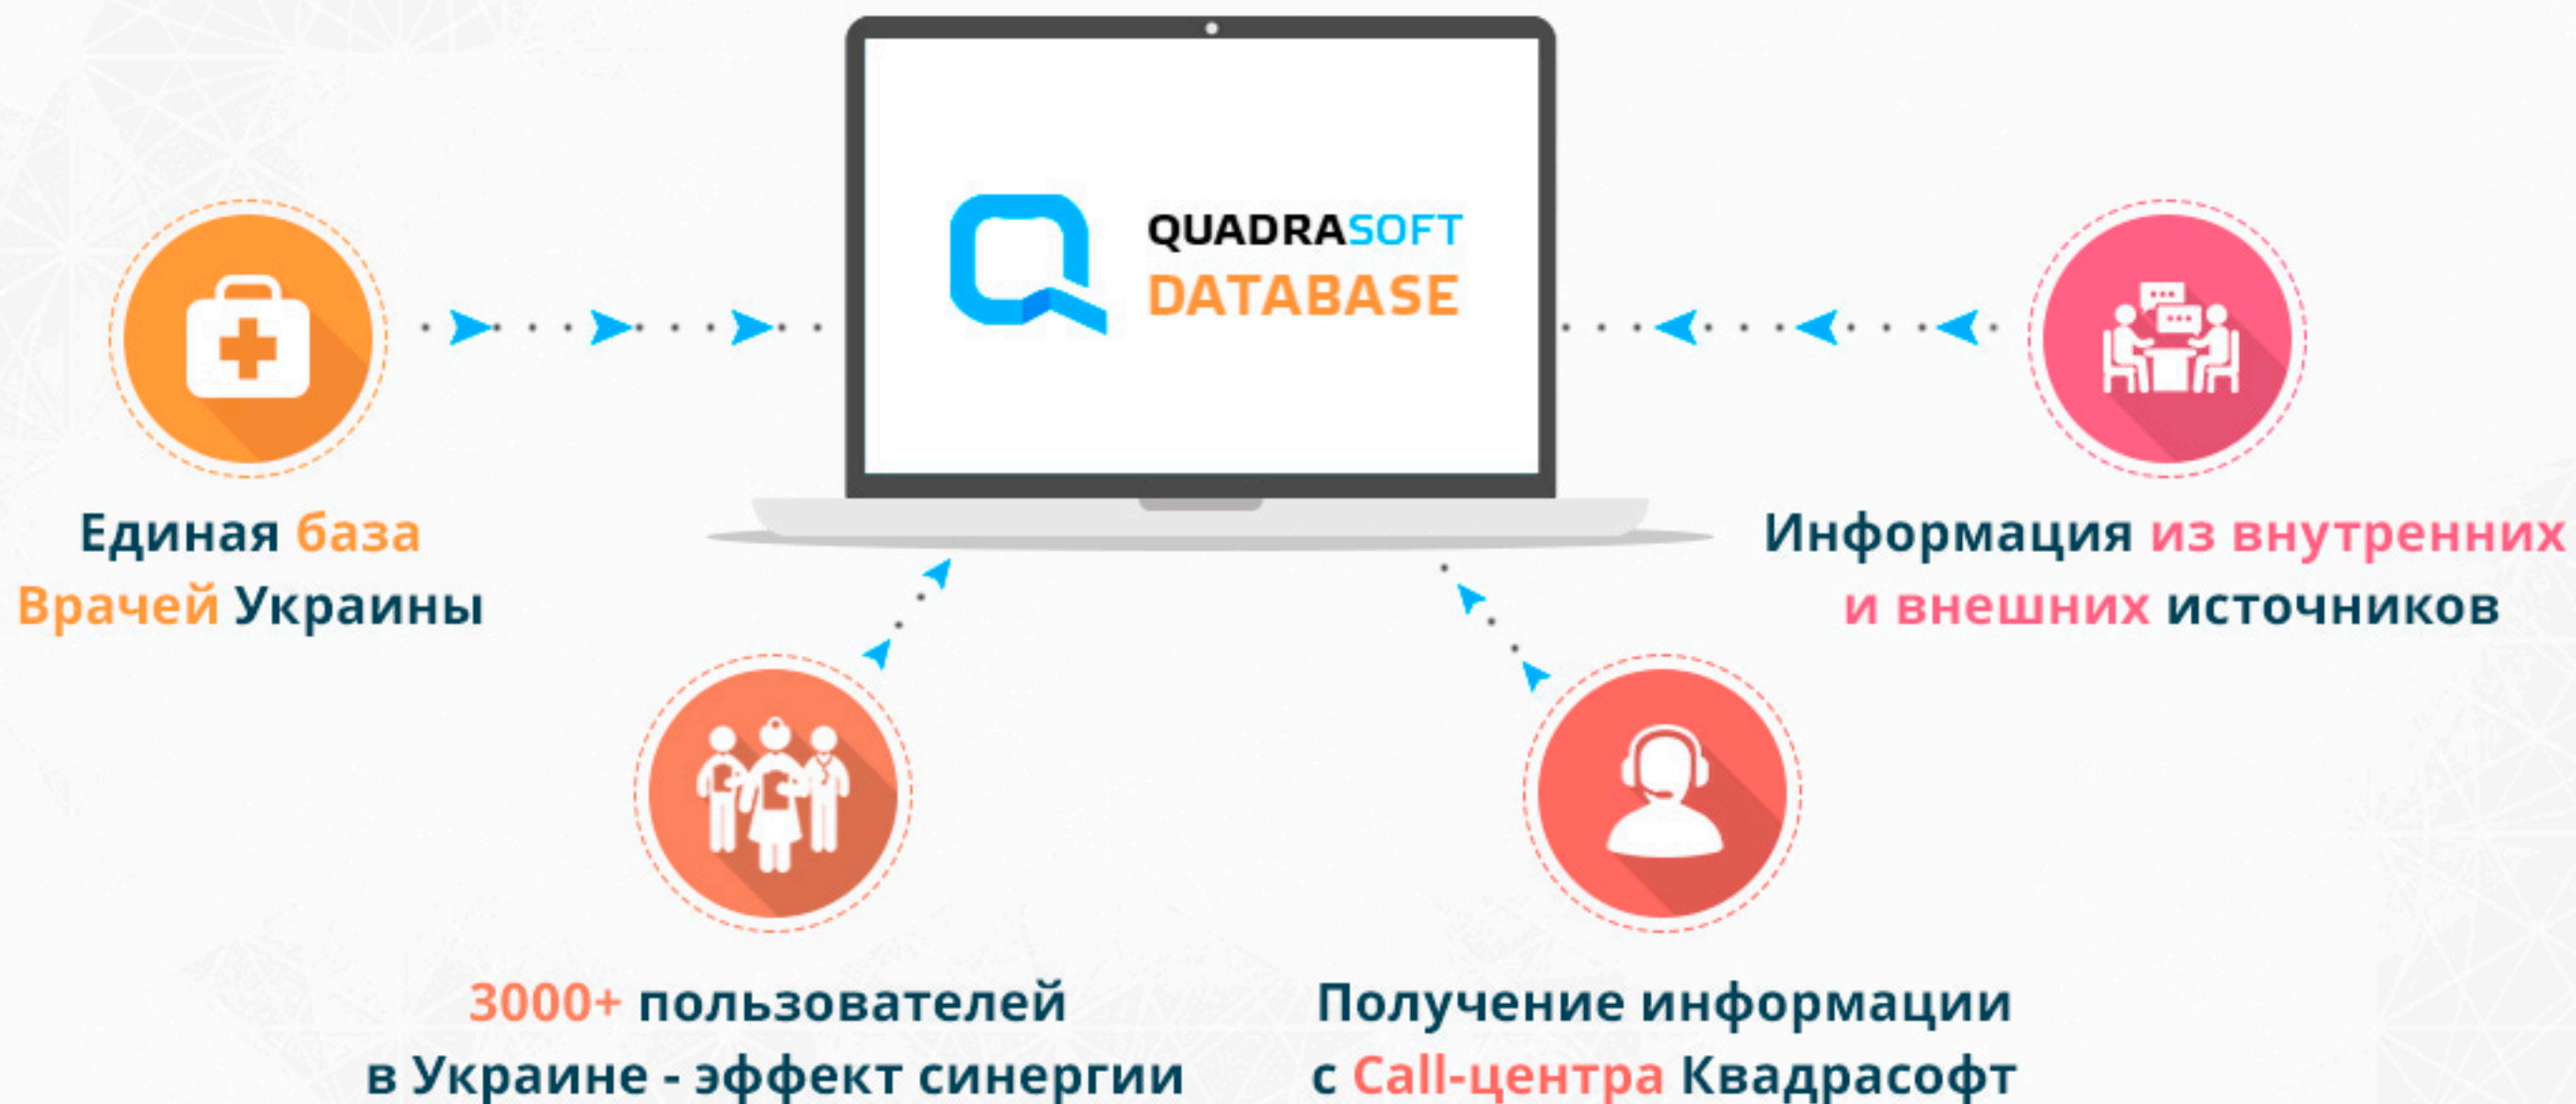 QUADRASOFT
DATABASE
Единая база
Врачей Украины
Информация из внутренних
и внешних источников
3000+ пользователей
в Украине - эффект синергии
Получение информации
с Call-центра Квадрасофт